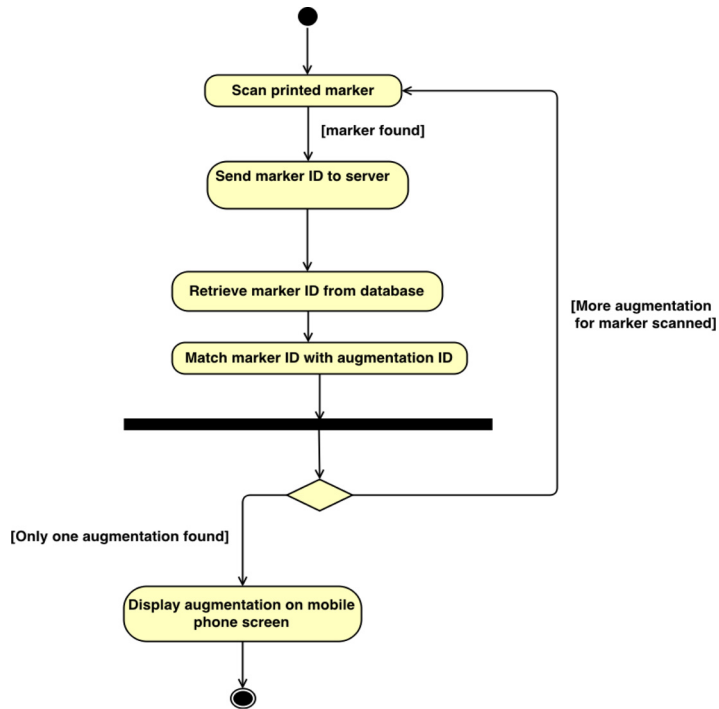 Scan printed marker
[marker found]
Send marker ID to server
Retrieve marker ID from database
[More augmentation
for marker scanned]
Match marker ID with augmentation ID
[Only one augmentation found]
Display augmentation on mobile
phone screen